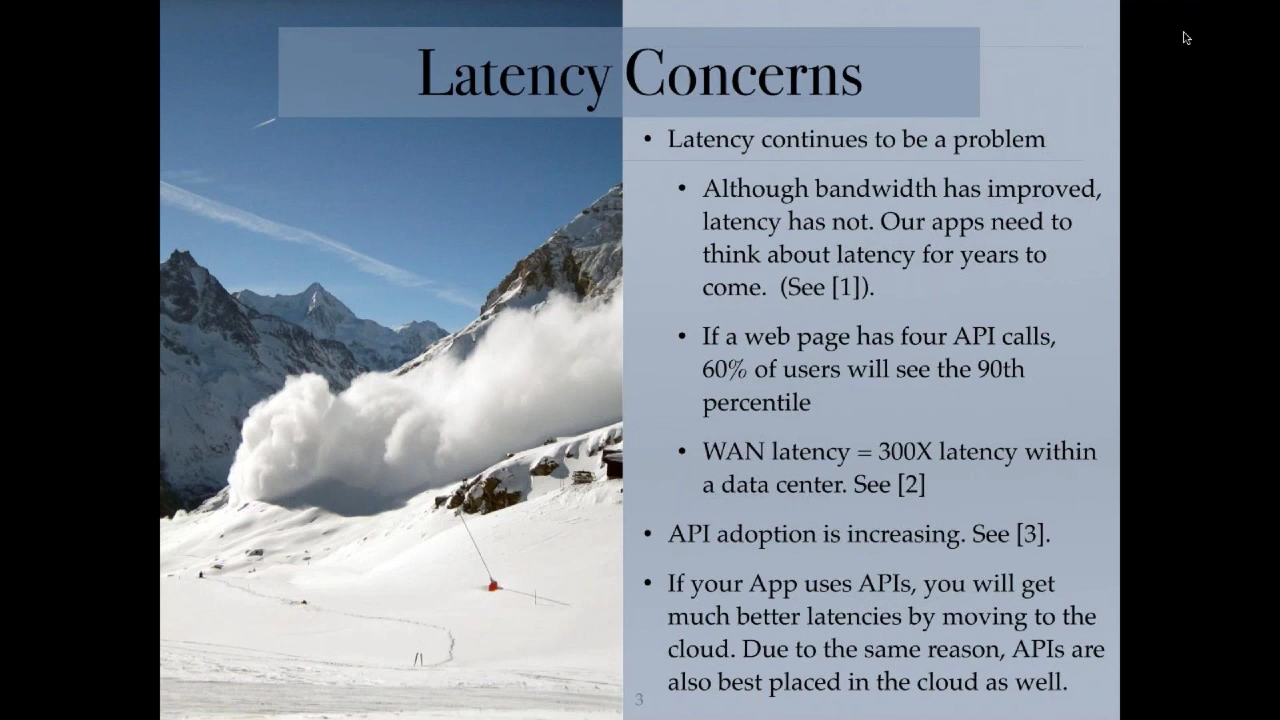 Latency Concerns
• Latency continues to be a problem
• Although bandwidth has improved,
latency has not. Our apps need to
think about latency for years to
come.  (See [1]).
• If a web page has four API calls,
60% of users will see the 90th
percentile
• WAN latency = 300X latency within
a data center. See [2]
• API adoption is increasing. See [3].
• If your App uses APIs, you will get
much better latencies by moving to the
cloud. Due to the same reason, APIs are
also best placed in the cloud as well.
3